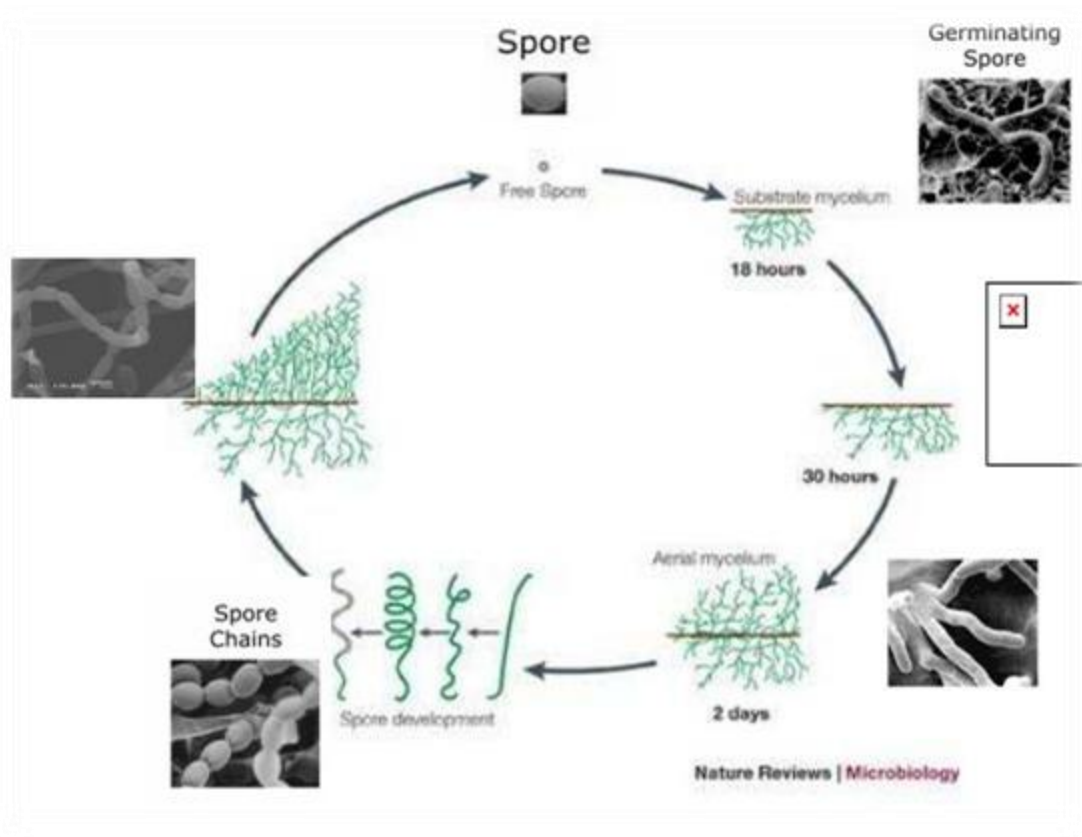 Spore
Germinating
Spore
Free Spore
Substrate mycelium
18 hours
30 hours
Aerial mycelium
2 days
Spore
Chains
Spore development
Nature Reviews | Microbiology